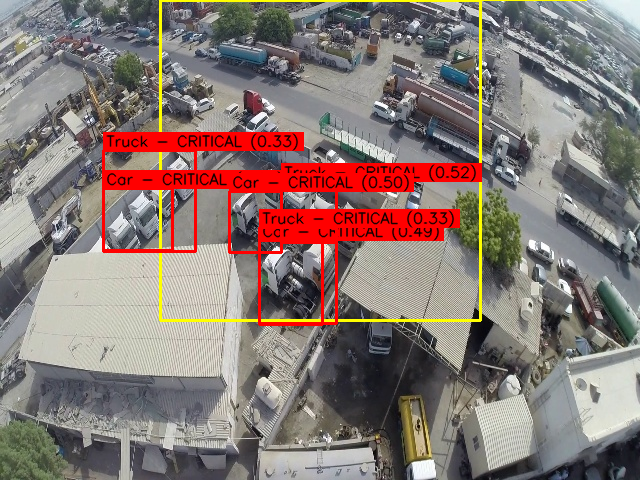 Truck - CRITICAL (0.33)
Truck - CRITICAL (0.52)
Car - CRITICAL
Car - CRITICAL (0.50)
Truck - CRITICAL (0.33)
Car - CRITICAL (0.49)